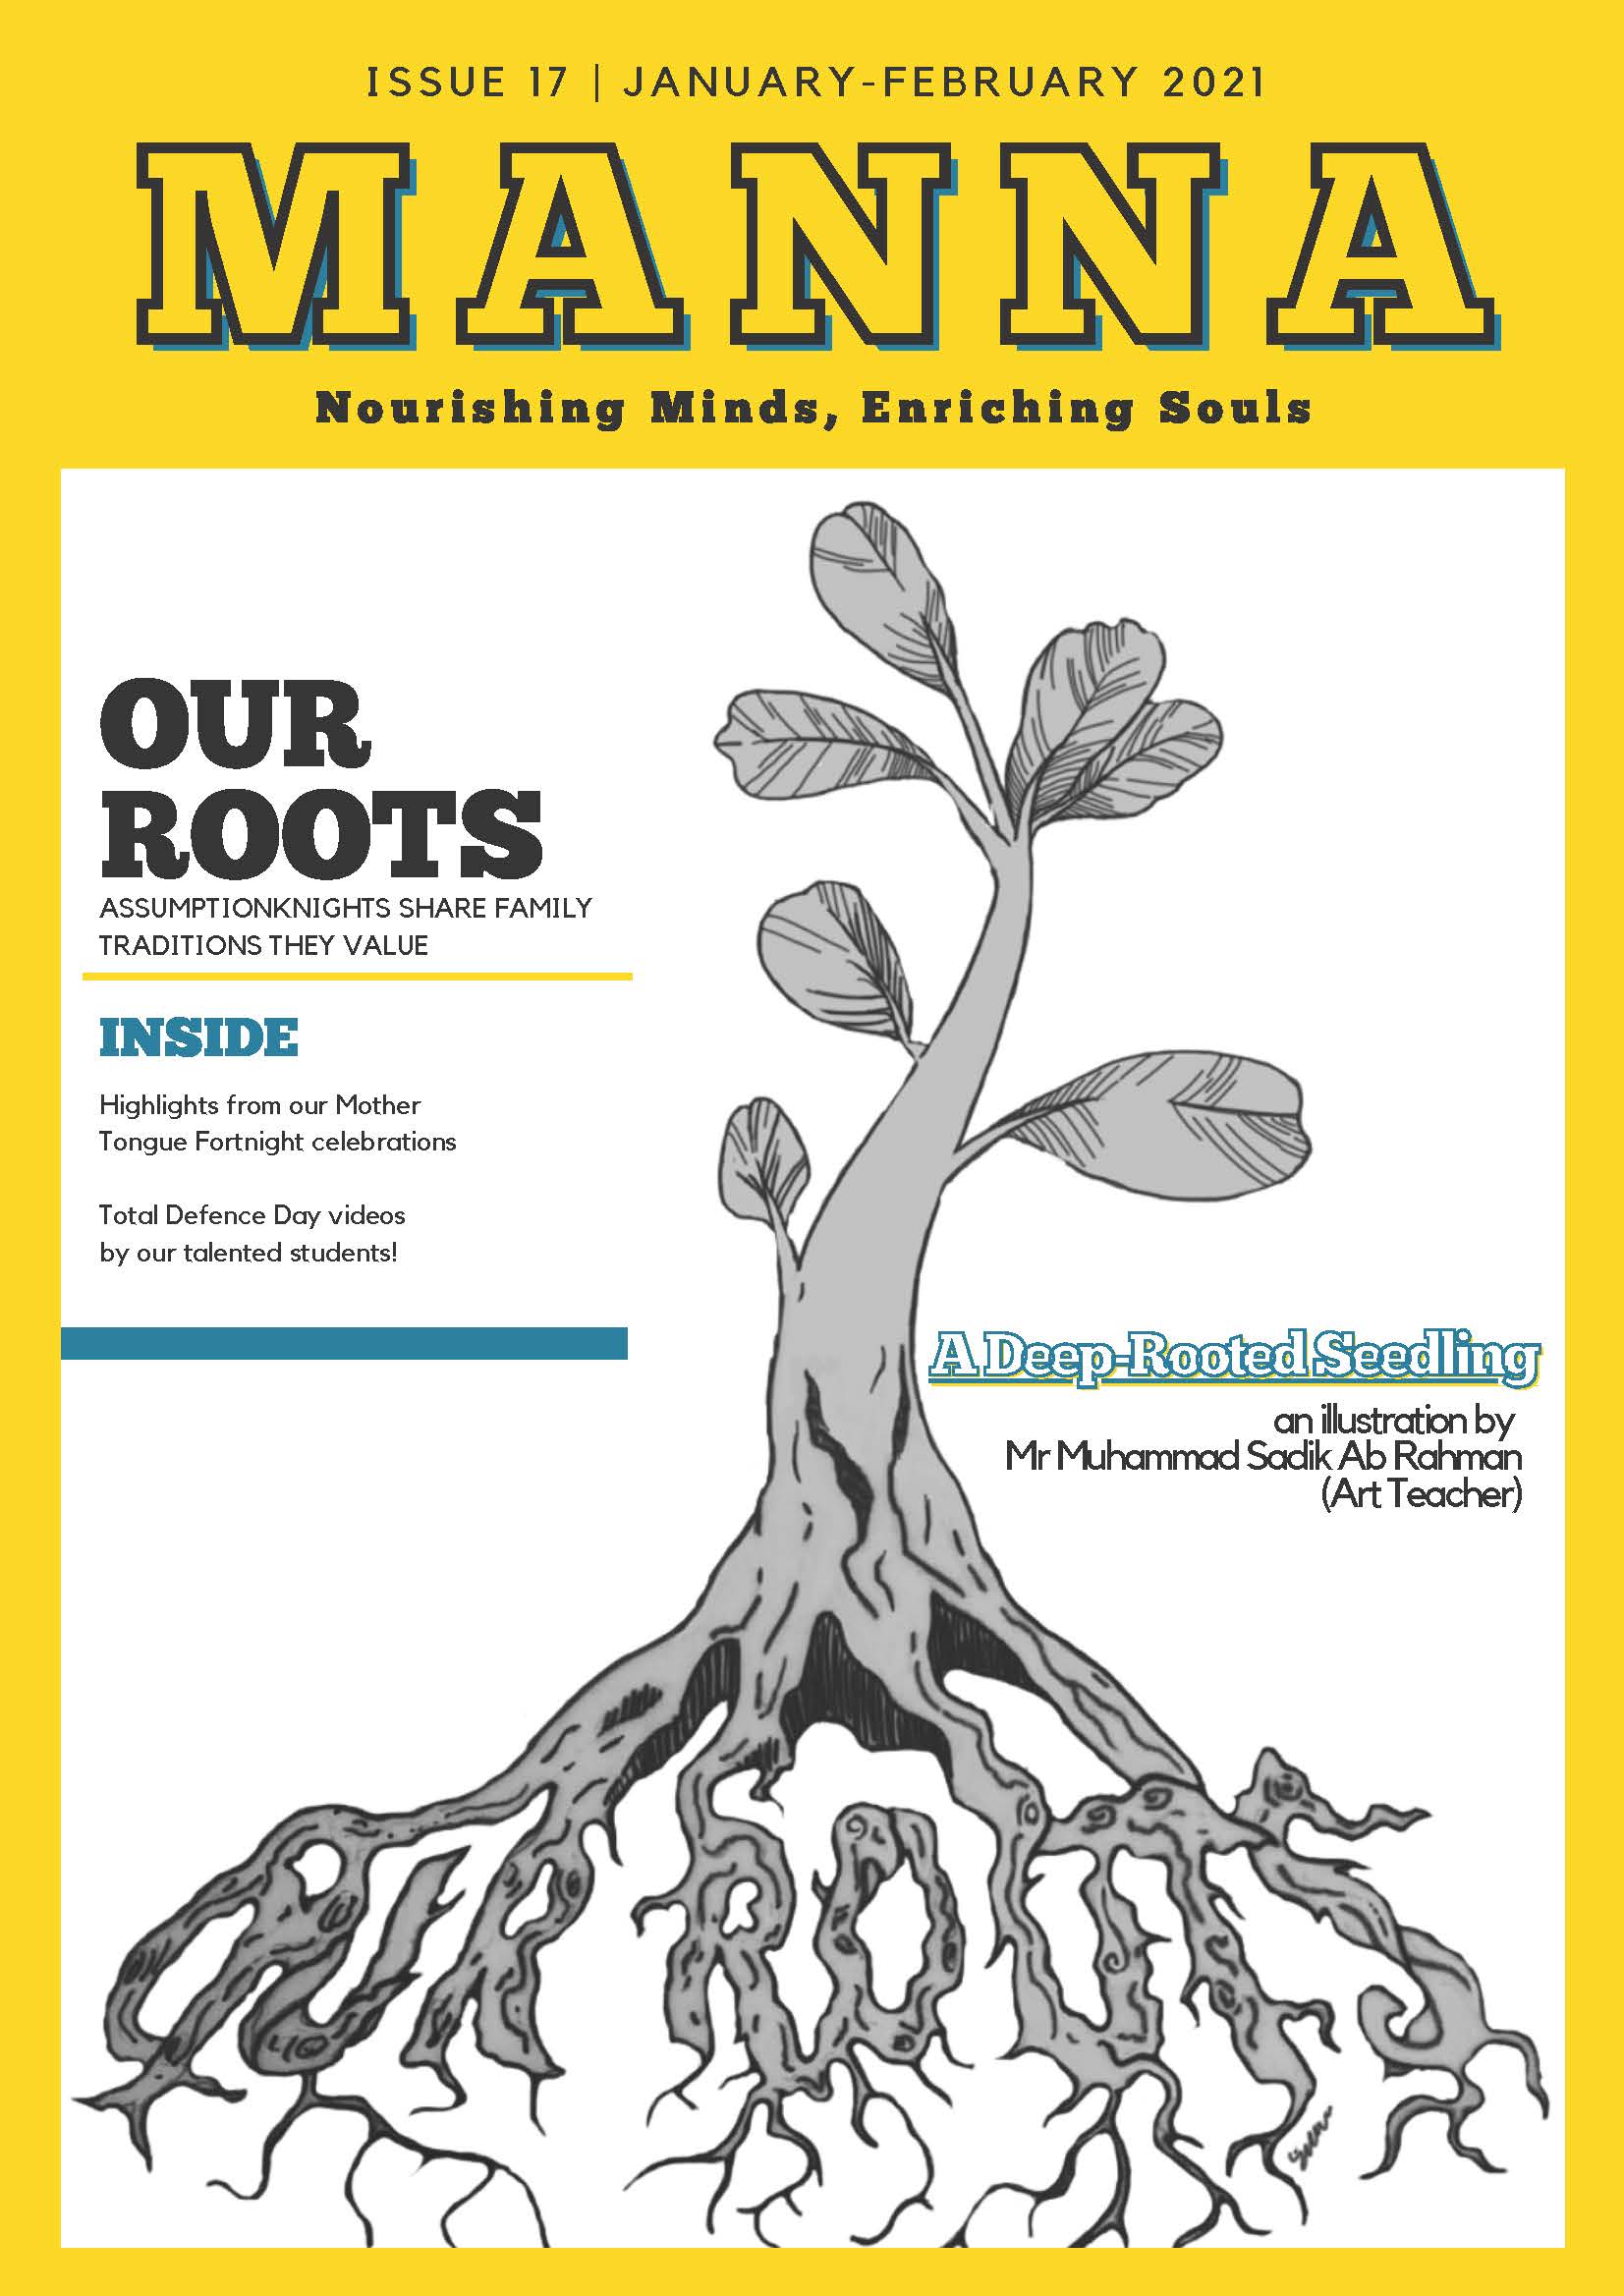 ISSUE 17 | JANUARY-FEBRUARY 2021
MANNA
Nourishing Minds, Enriching Souls
OUR
ROOTS
ASSUMPTIONKNIGHTS SHARE FAMILY
TRADITIONS THEY VALUE
INSIDE
Highlights from our Mother
Tongue Fortnight celebrations
Total Defence Day videos
by our talented students!
A Deep-Rooted Seedling
an illustration by
Mr Muhammad Sadik Ab Rahman
(Art Teacher)
OUR ROOTS